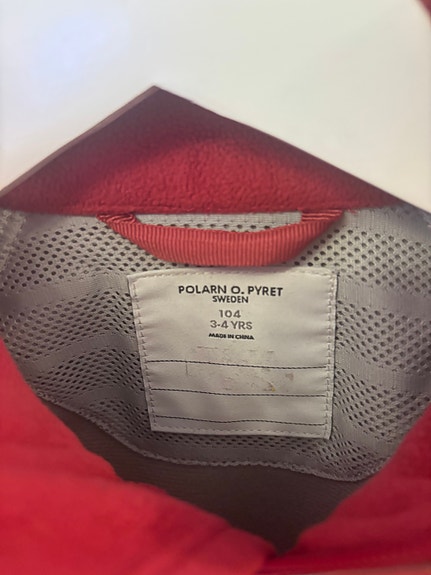 POLARN O. PYRET
SWEDEN
104
3-4 YRS
MADE IN CHINA